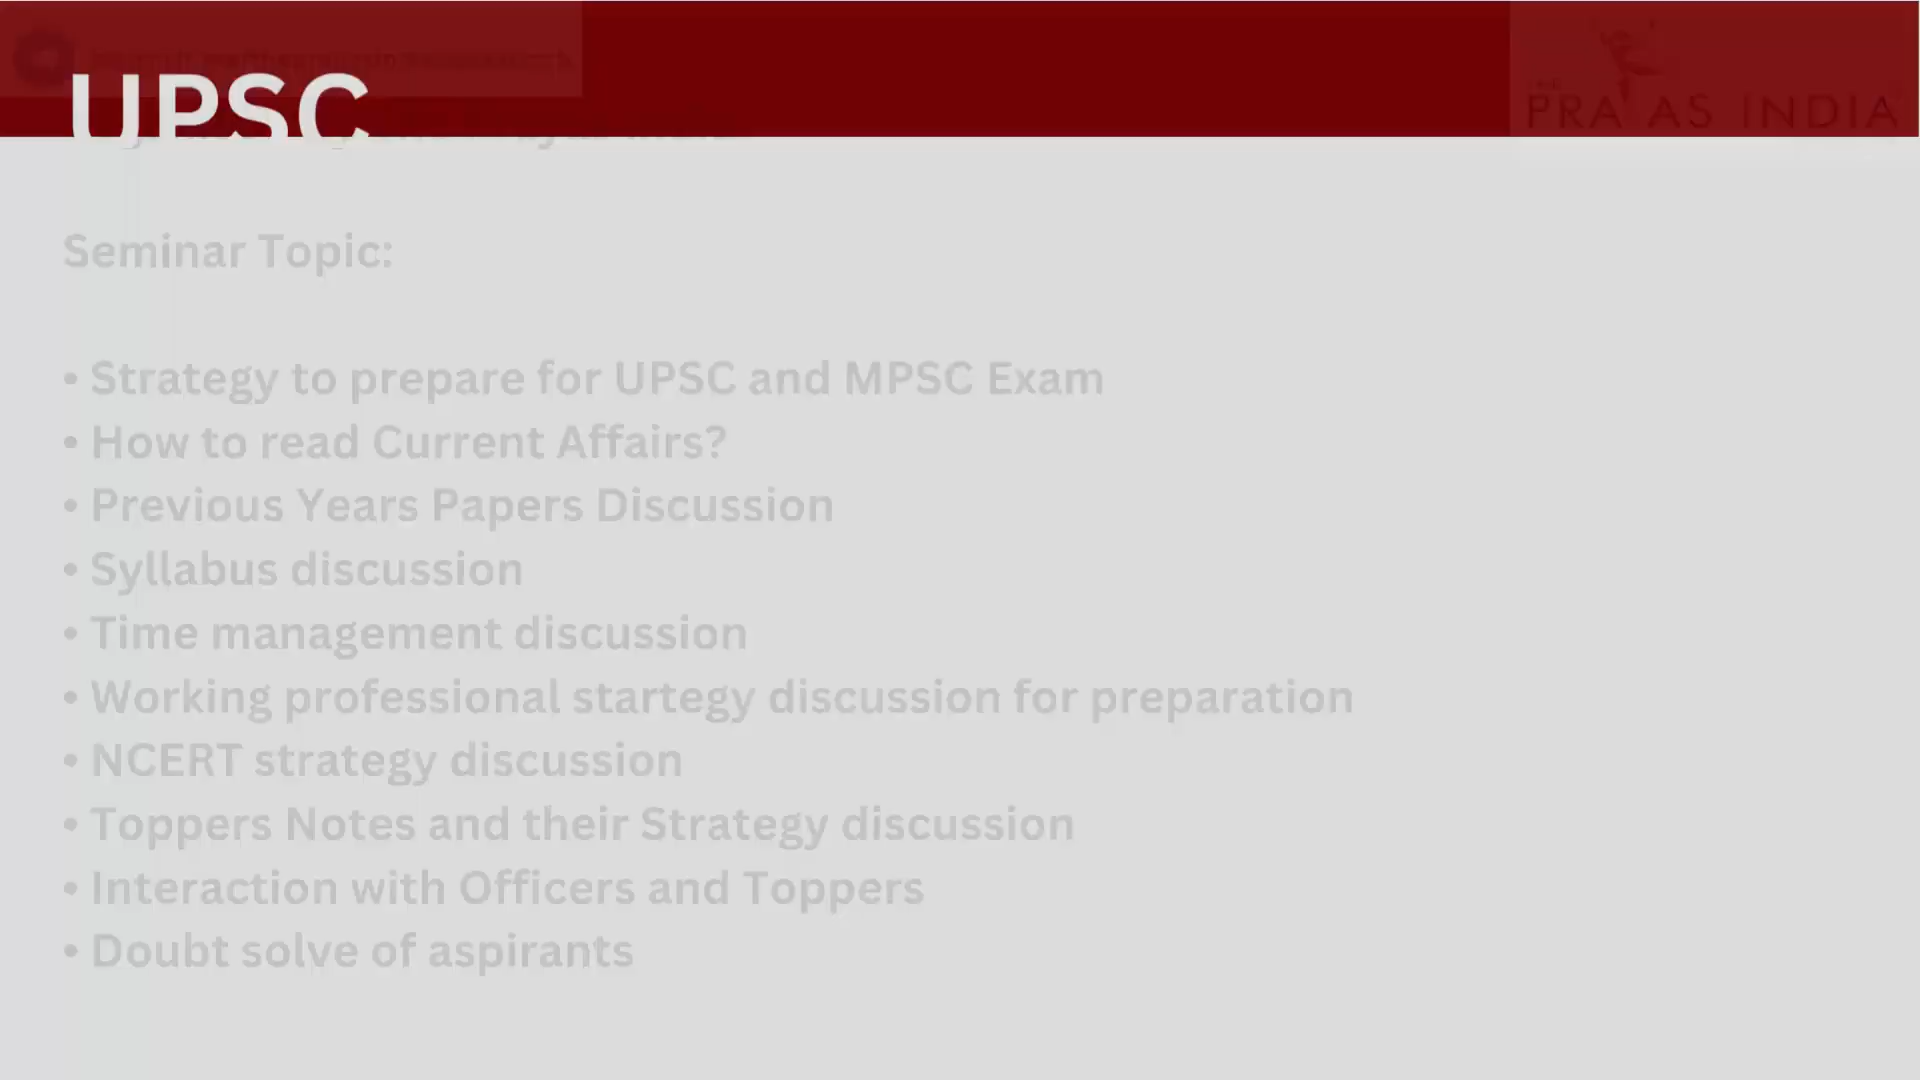 UPSC
PRA AS INDIA
Seminar Topic:
• Strategy to prepare for UPSC and MPSC Exam
• How to read Current Affairs?
• Previous Years Papers Discussion
• Syllabus discussion
• Time management discussion
• Working professional startegy discussion for preparation
• NCERT strategy discussion
• Toppers Notes and their Strategy discussion
• Interaction with Officers and Toppers
• Doubt solve of aspirants